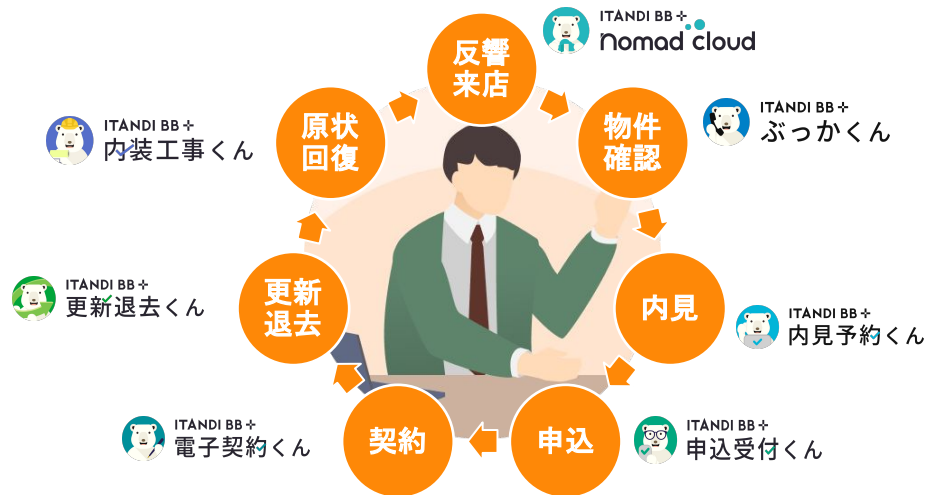 反響
来店
ITANDI BB+
nomad cloud
物件
確認
ITANDI BB+
ぶっかくん
内見
ITANDI BB+
内見予約くん
申込
ITANDI BB+
申込受付くん
契約
ITANDI BB+
電子契約くん
更新
退去
ITANDI BB+
更新退去くん
原状
回復
ITANDI BB+
内装工事くん